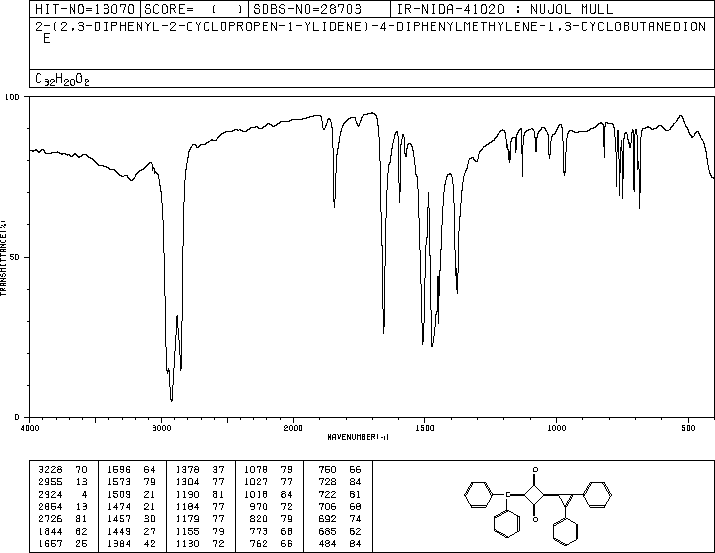 HIT-NO=13070 SCORE= ( ) SDBS-NO=28703 IR-NIDA-41020 : NUJOL MULL
2-(2,3-DIPHENYL-2-CYCLOPROPEN-1-YLIDENE)-4-DIPHENYLMETHYLENE-1,3-CYCLOBUTANEDION
E
C32H20O2
100
50
0
TRANSMITTANCE(%)
4000 3000 2000 1500 1000 500
WAVENUMBER(-1)
3228 70 1596 64 1378 37 1078 79 750 66
2955 13 1573 79 1304 77 1027 77 728 84
2924 4 1509 21 1190 81 1018 84 722 81
2854 13 1474 21 1184 77 970 72 706 68
2726 81 1457 30 1179 77 820 79 692 74
1844 62 1449 27 1155 79 773 68 685 62
1657 25 1384 42 1130 72 762 66 484 84
O
C
O